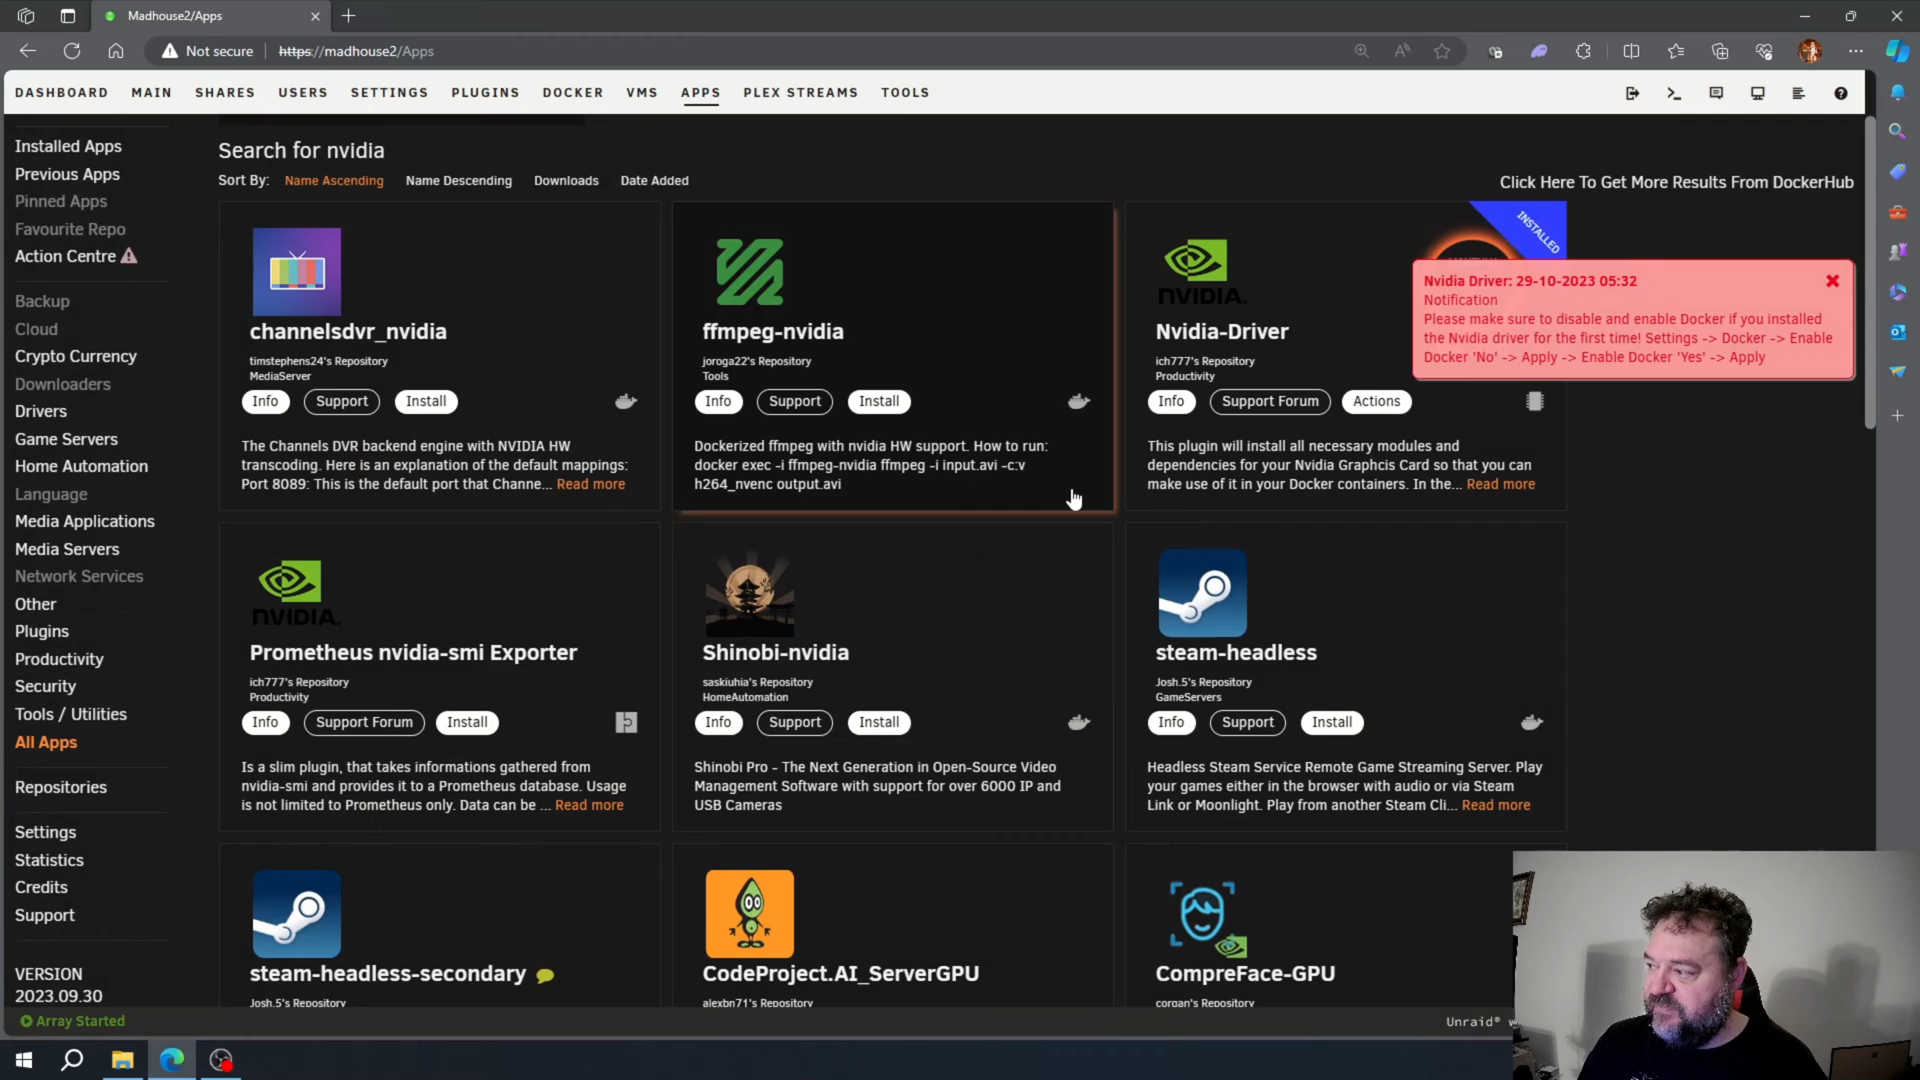 Madhouse2/Apps
Not secure
https://madhouse2/Apps
DASHBOARD MAIN SHARES USERS SETTINGS PLUGINS DOCKER VMS APPS PLEX STREAMS TOOLS
Installed Apps
Previous Apps
Pinned Apps
Favourite Repo
Action Centre
Backup
Cloud
Crypto Currency
Downloaders
Drivers
Game Servers
Home Automation
Language
Media Applications
Media Servers
Network Services
Other
Plugins
Productivity
Security
Tools / Utilities
All Apps
Repositories
Settings
Statistics
Credits
Support
VERSION
2023.09.30
Search for nvidia
Sort By: Name Ascending Name Descending Downloads Date Added
Click Here To Get More Results From DockerHub
channelsdvr_nvidia
timstephens24's Repository
MediaServer
Info Support Install
The Channels DVR backend engine with NVIDIA HW
transcoding. Here is an explanation of the default mappings:
Port 8089: This is the default port that Channe... Read more
ffmpeg-nvidia
joroga22's Repository
Tools
Info Support Install
Dockerized ffmpeg with nvidia HW support. How to run:
docker exec -i ffmpeg-nvidia ffmpeg -i input.avi -c:v
h264_nvenc output.avi
INSTALLED
NVIDIA.
Nvidia-Driver
ich777's Repository
Productivity
Info Support Forum Actions
This plugin will install all necessary modules and
dependencies for your Nvidia Graphcis Card so that you can
make use of it in your Docker containers. In the... Read more
Nvidia Driver: 29-10-2023 05:32
Notification
Please make sure to disable and enable Docker if you installed
the Nvidia driver for the first time! Settings -> Docker -> Enable
Docker 'No' -> Apply -> Enable Docker 'Yes' -> Apply
NVIDIA.
Prometheus nvidia-smi Exporter
ich777's Repository
Productivity
Info Support Forum Install
Is a slim plugin, that takes informations gathered from
nvidia-smi and provides it to a Prometheus database. Usage
is not limited to Prometheus only. Data can be ... Read more
Shinobi-nvidia
saskiuhia's Repository
HomeAutomation
Info Support Install
Shinobi Pro - The Next Generation in Open-Source Video
Management Software with support for over 6000 IP and
USB Cameras
steam-headless
Josh.5's Repository
GameServers
Info Support Install
Headless Steam Service Remote Game Streaming Server. Play
your games either in the browser with audio or via Steam
Link or Moonlight. Play from another Steam Cli... Read more
steam-headless-secondary
Josh.5's Repository
CodeProject.AI_ServerGPU
alexbn71's Repository
CompreFace-GPU
corgan's Repository
Array Started
Unraid®